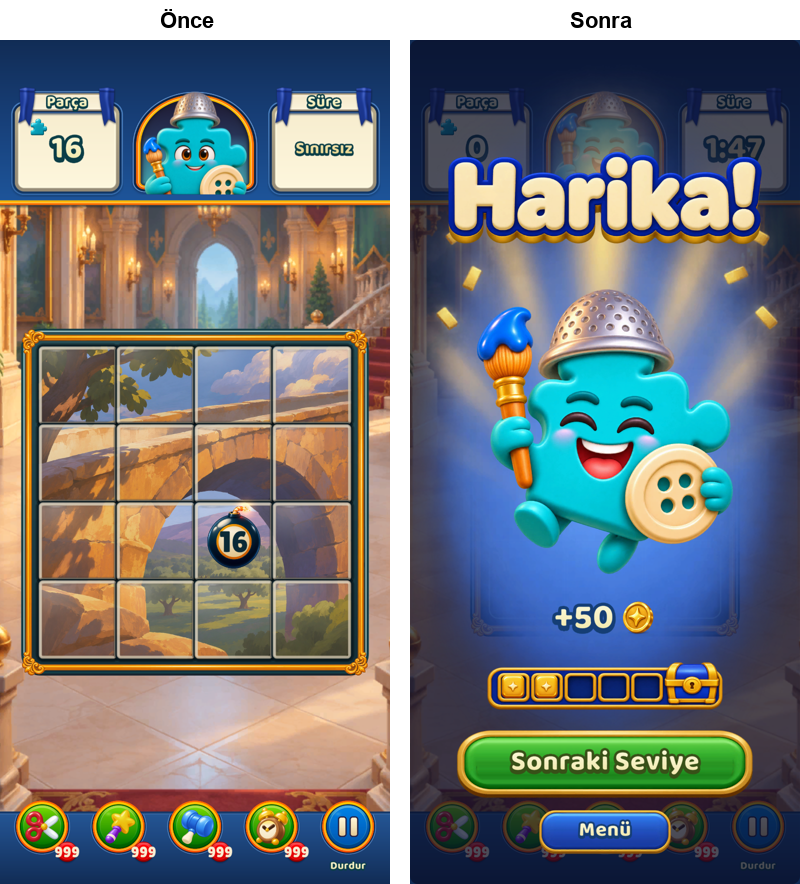 Önce
Sonra
Parça
16
Süre
Sınırsız
16
999
999
999
999
Durdur
Parça
0
Süre
1:47
Harika!
+50
Sonraki Seviye
Menü
999
999
999
Durdur